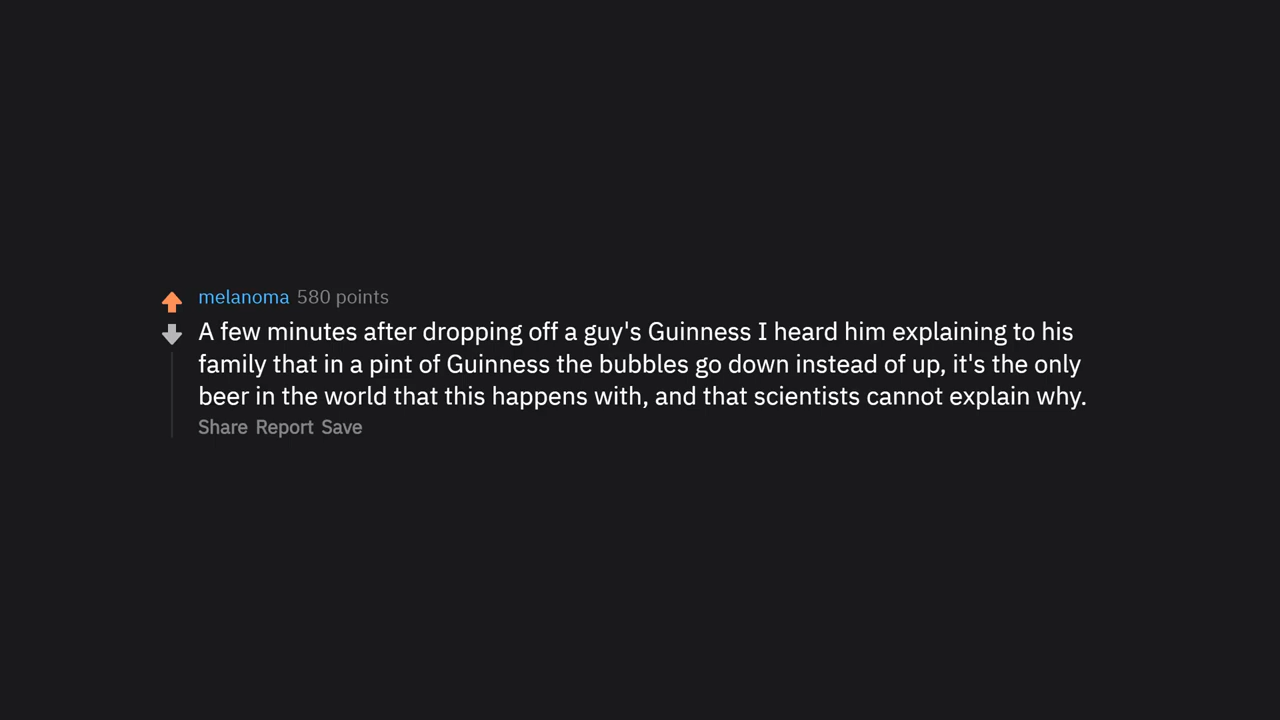 melanoma 580 points
A few minutes after dropping off a guy's Guinness I heard him explaining to his
family that in a pint of Guinness the bubbles go down instead of up, it's the only
beer in the world that this happens with, and that scientists cannot explain why.
Share Report Save